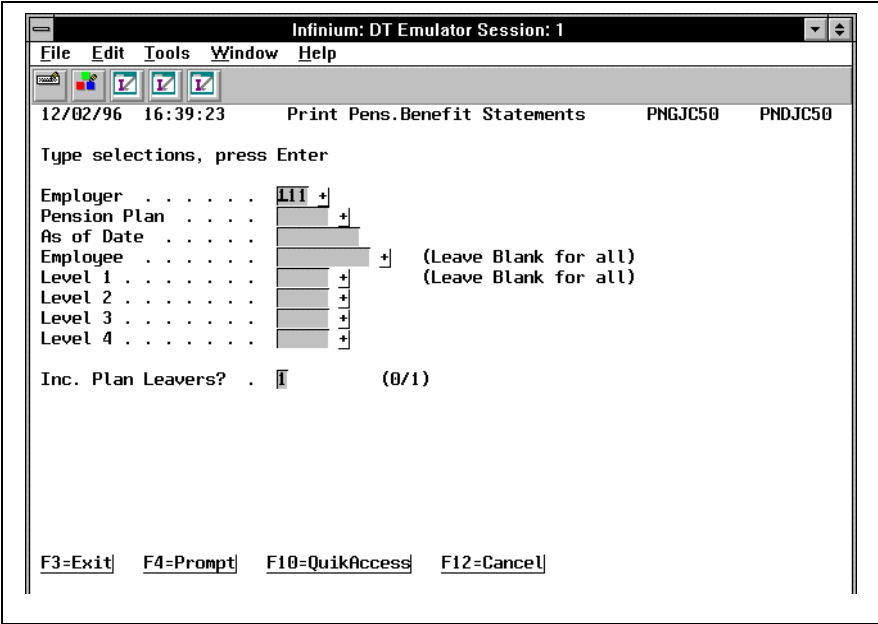 Infinium: DT Emulator Session: 1
File Edit Tools Window Help
12/02/96 16:39:23 Print Pens.Benefit Statements PNGJC50 PNDJC50
Type selections, press Enter
Employer . . . . . . 111 +
Pension Plan . . . . +
As of Date . . . . .
Employee . . . . . . + (Leave Blank for all)
Level 1 . . . . . . . + (Leave Blank for all)
Level 2 . . . . . . . +
Level 3 . . . . . . . +
Level 4 . . . . . . . +
Inc. Plan Leavers? . 1 (0/1)
F3=Exit F4=Prompt F10=QuikAccess F12=Cancel